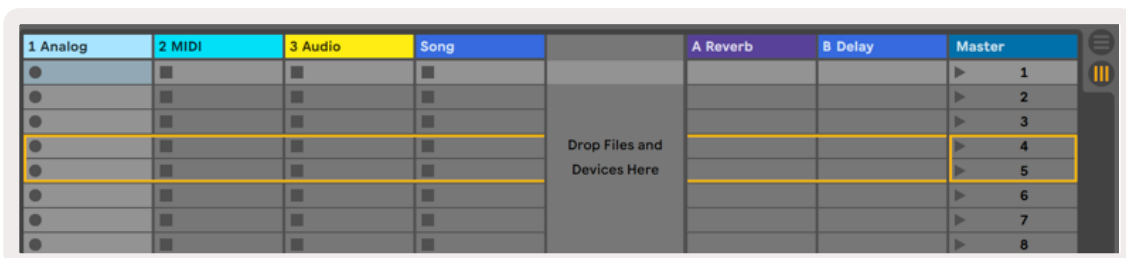 1 Analog 2 MIDI 3 Audio Song A Reverb B Delay Master
1
2
3
Drop Files and 4
Devices Here 5
6
7
8